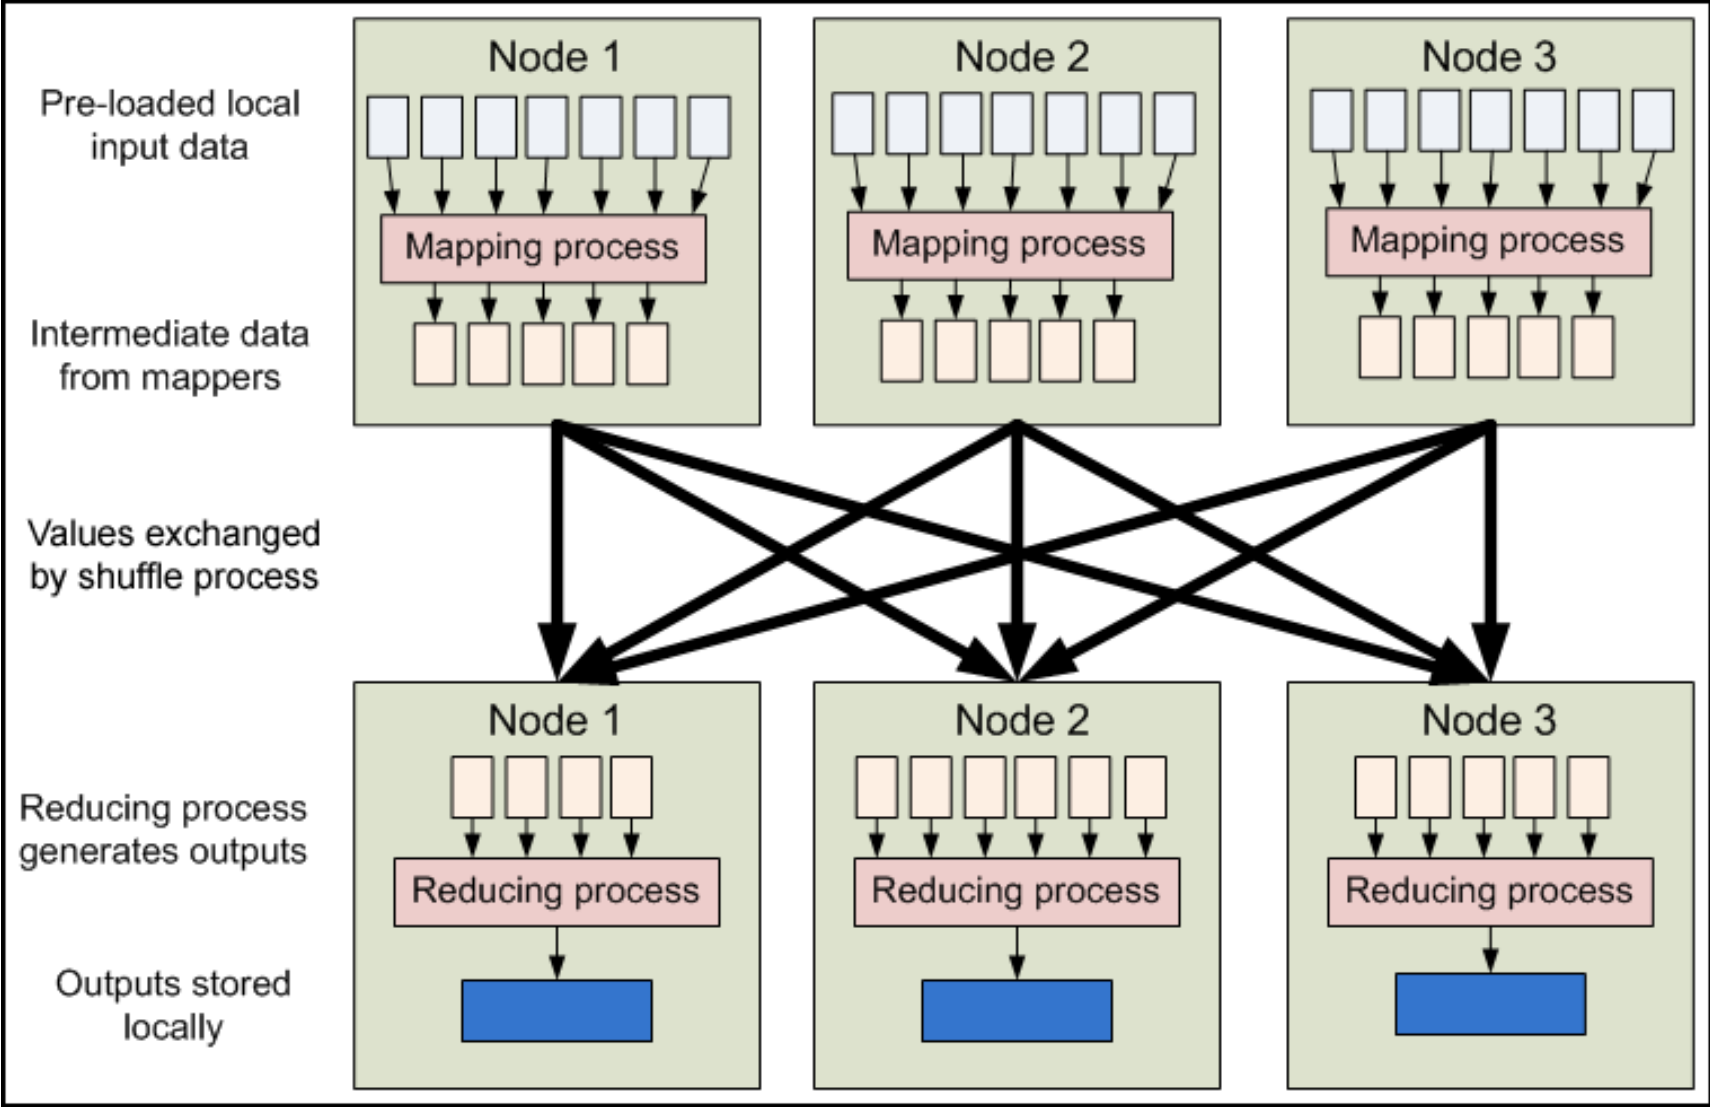 Node 1
Node 2
Node 3
Pre-loaded local
input data
Mapping process
Mapping process
Mapping process
Intermediate data
from mappers
Values exchanged
by shuffle process
Node 1
Node 2
Node 3
Reducing process
generates outputs
Reducing process
Reducing process
Reducing process
Outputs stored
locally